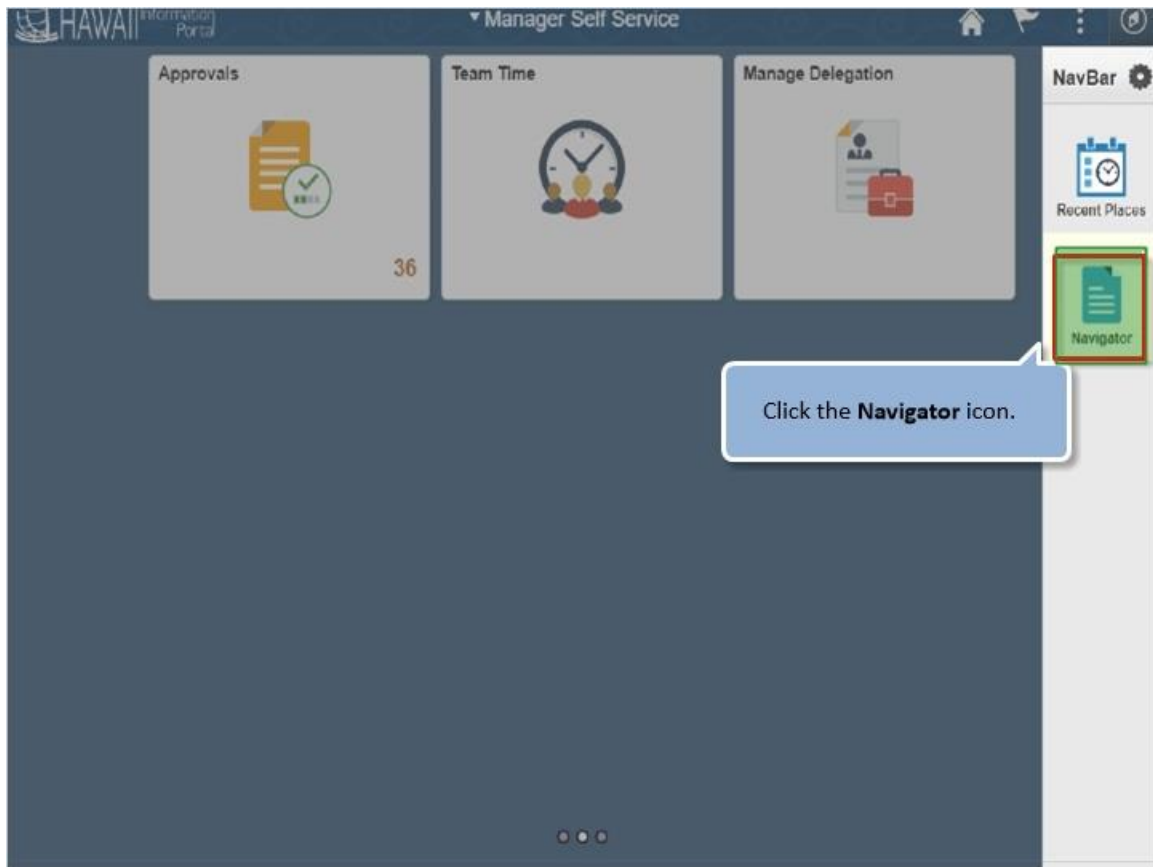 HAWAII Information
Portal
Manager Self Service
Approvals
Team Time
Manage Delegation
NavBar
Recent Places
36
Navigator
Click the Navigator icon.